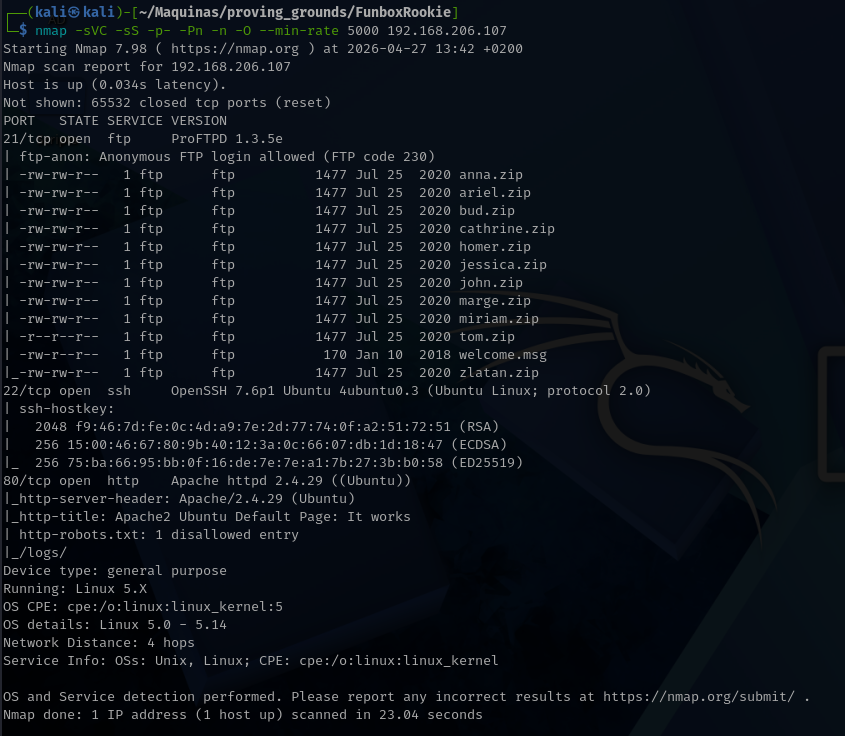 ┌──(kali㉿kali)-[~/Maquinas/proving_grounds/FunboxRookie]
└─$ nmap -sVC -sS -p- -Pn -n -O --min-rate 5000 192.168.206.107
Starting Nmap 7.98 ( https://nmap.org ) at 2026-04-27 13:42 +0200
Nmap scan report for 192.168.206.107
Host is up (0.034s latency).
Not shown: 65532 closed tcp ports (reset)
PORT   STATE SERVICE VERSION
21/tcp open  ftp     ProFTPD 1.3.5e
| ftp-anon: Anonymous FTP login allowed (FTP code 230)
| -rw-rw-r--   1 ftp      ftp          1477 Jul 25  2020 anna.zip
| -rw-rw-r--   1 ftp      ftp          1477 Jul 25  2020 ariel.zip
| -rw-rw-r--   1 ftp      ftp          1477 Jul 25  2020 bud.zip
| -rw-rw-r--   1 ftp      ftp          1477 Jul 25  2020 cathrine.zip
| -rw-rw-r--   1 ftp      ftp          1477 Jul 25  2020 homer.zip
| -rw-rw-r--   1 ftp      ftp          1477 Jul 25  2020 jessica.zip
| -rw-rw-r--   1 ftp      ftp          1477 Jul 25  2020 john.zip
| -rw-rw-r--   1 ftp      ftp          1477 Jul 25  2020 marge.zip
| -rw-rw-r--   1 ftp      ftp          1477 Jul 25  2020 miriam.zip
| -r--r--r--   1 ftp      ftp          1477 Jul 25  2020 tom.zip
| -rw-r--r--   1 ftp      ftp           170 Jan 10  2018 welcome.msg
|_-rw-rw-r--   1 ftp      ftp          1477 Jul 25  2020 zlatan.zip
22/tcp open  ssh     OpenSSH 7.6p1 Ubuntu 4ubuntu0.3 (Ubuntu Linux; protocol 2.0)
| ssh-hostkey:
|   2048 f9:46:7d:fe:0c:4d:a9:7e:2d:77:74:0f:a2:51:72:51 (RSA)
|   256 15:00:46:67:80:9b:40:12:3a:0c:66:07:db:1d:18:47 (ECDSA)
|_  256 75:ba:66:95:bb:0f:16:de:7e:7e:a1:7b:27:3b:b0:58 (ED25519)
80/tcp open  http    Apache httpd 2.4.29 ((Ubuntu))
|_http-server-header: Apache/2.4.29 (Ubuntu)
|_http-title: Apache2 Ubuntu Default Page: It works
| http-robots.txt: 1 disallowed entry
|_/logs/
Device type: general purpose
Running: Linux 5.X
OS CPE: cpe:/o:linux:linux_kernel:5
OS details: Linux 5.0 - 5.14
Network Distance: 4 hops
Service Info: OSs: Unix, Linux; CPE: cpe:/o:linux:linux_kernel
OS and Service detection performed. Please report any incorrect results at https://nmap.org/submit/ .
Nmap done: 1 IP address (1 host up) scanned in 23.04 seconds